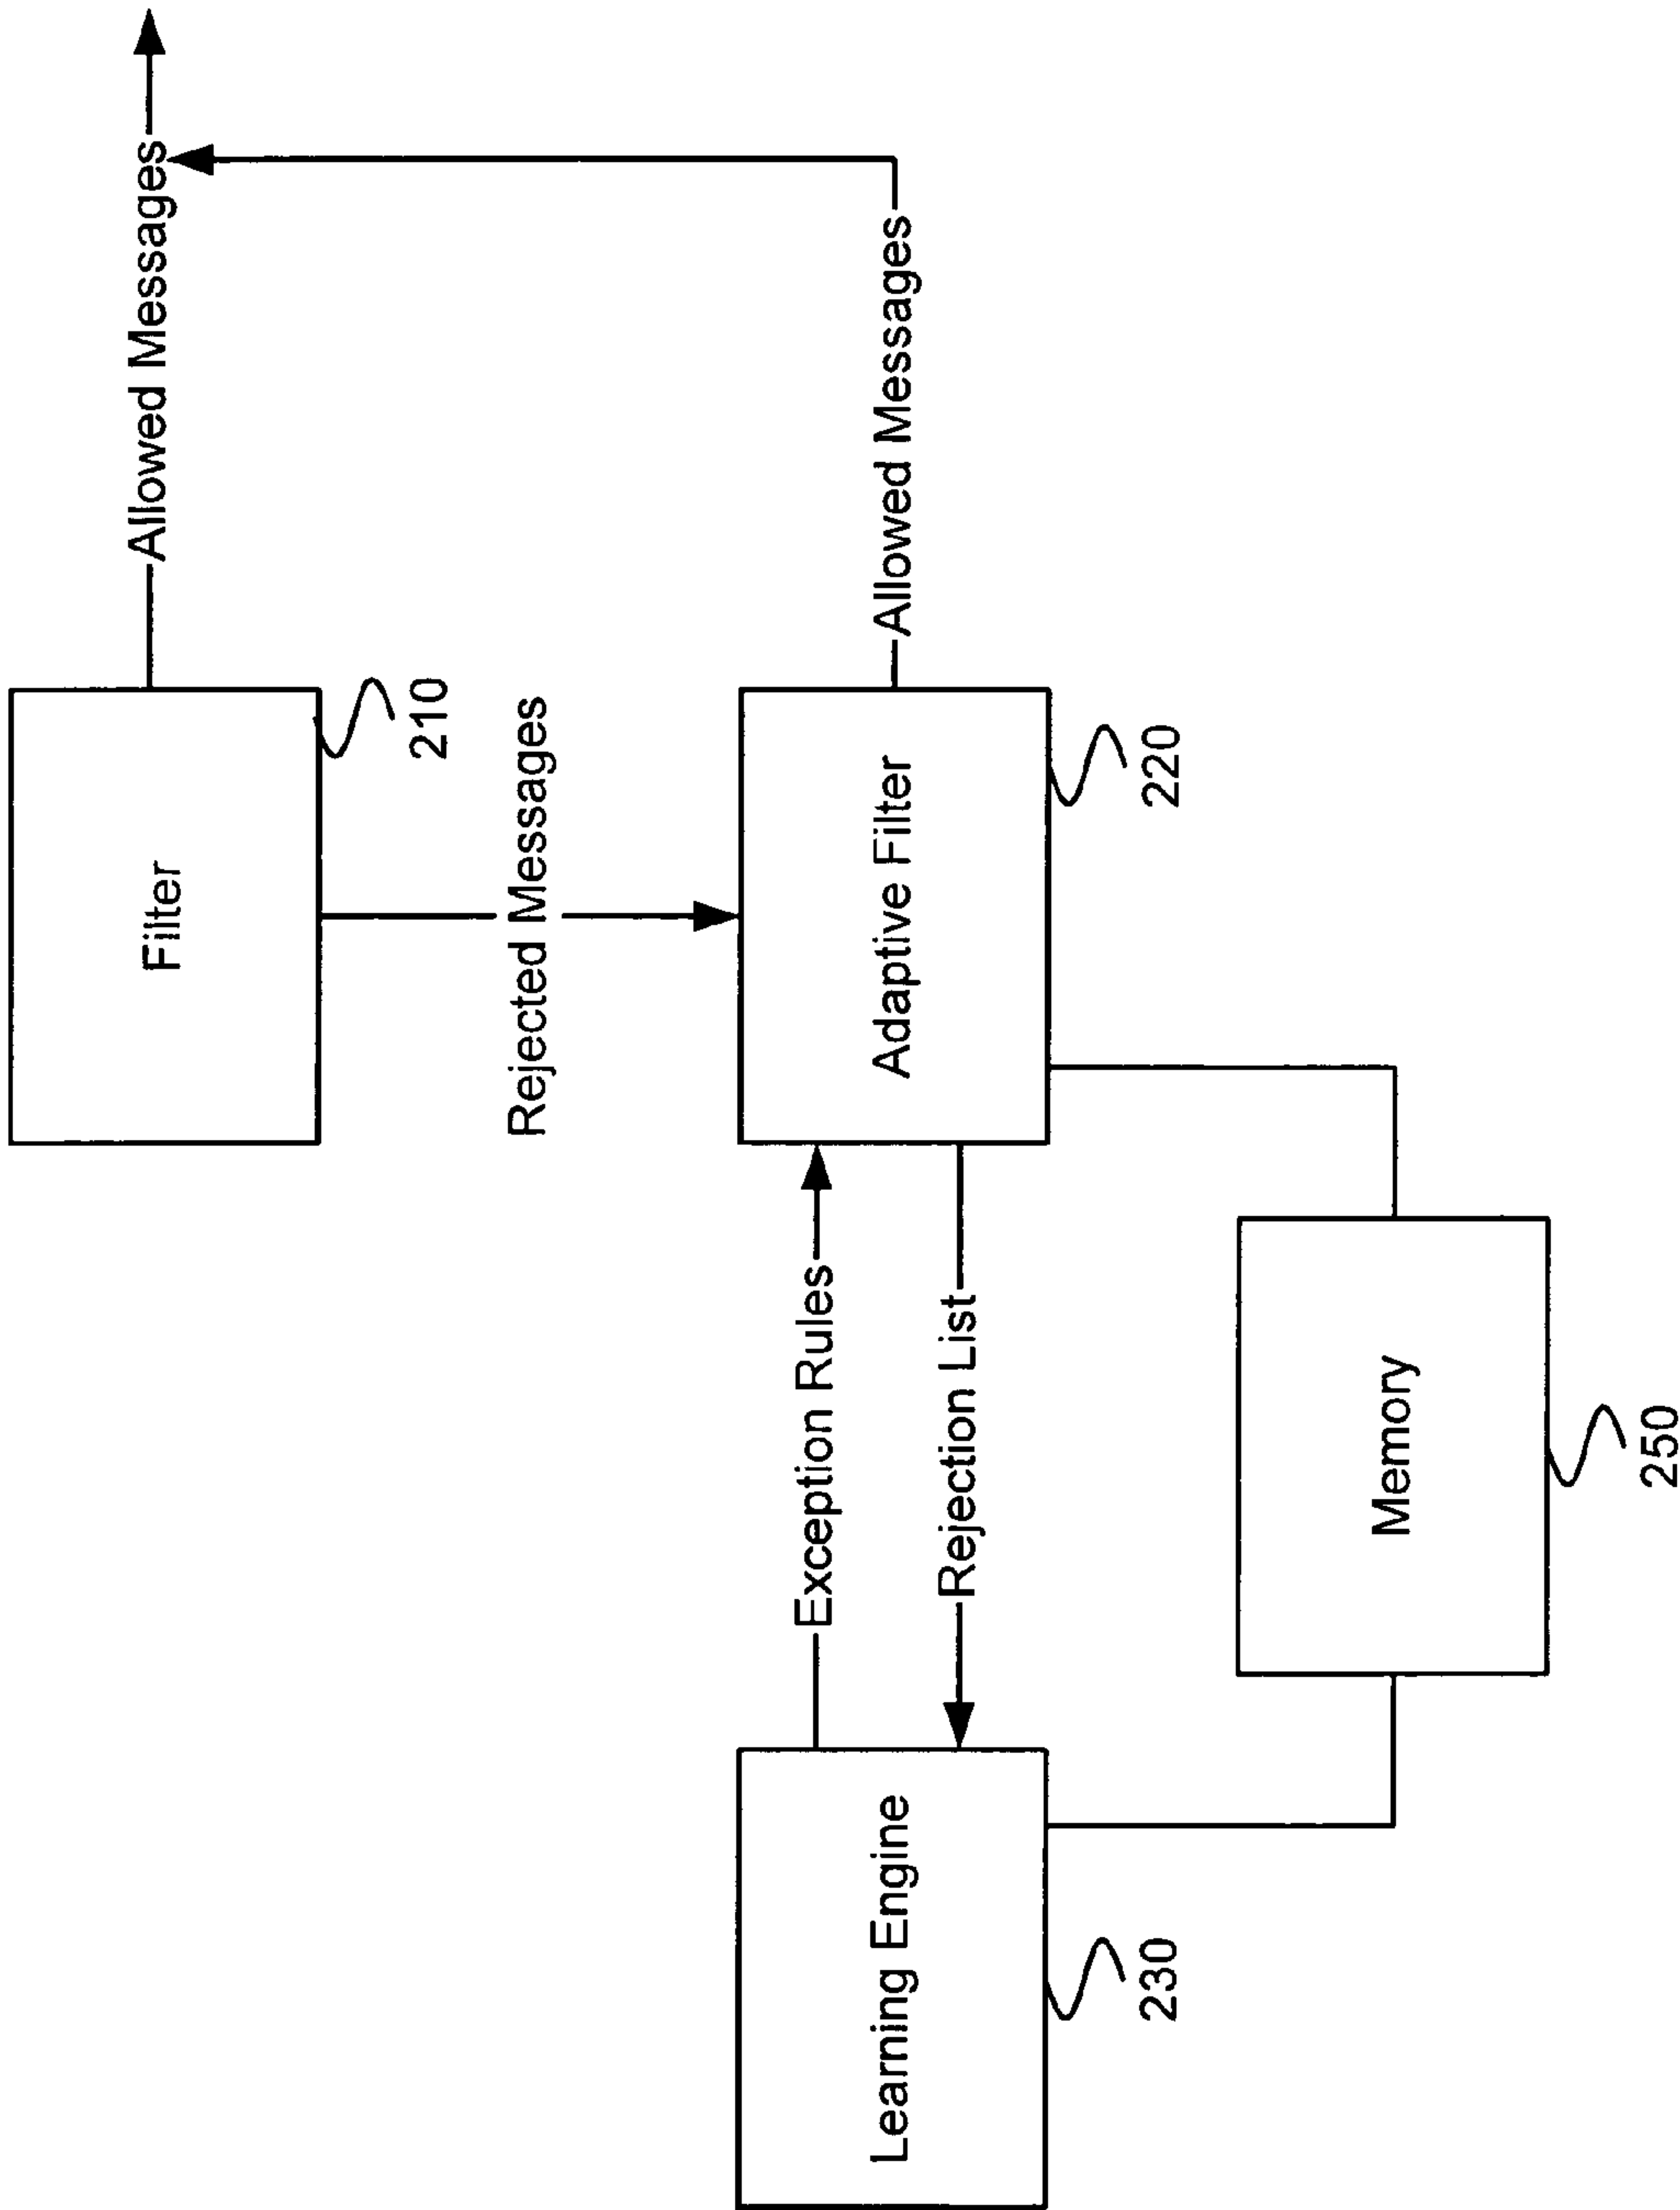 Filter
Allowed Messages
210
Rejected Messages
Adaptive Filter
Allowed Messages
220
Exception Rules
Rejection List
Learning Engine
230
Memory
250